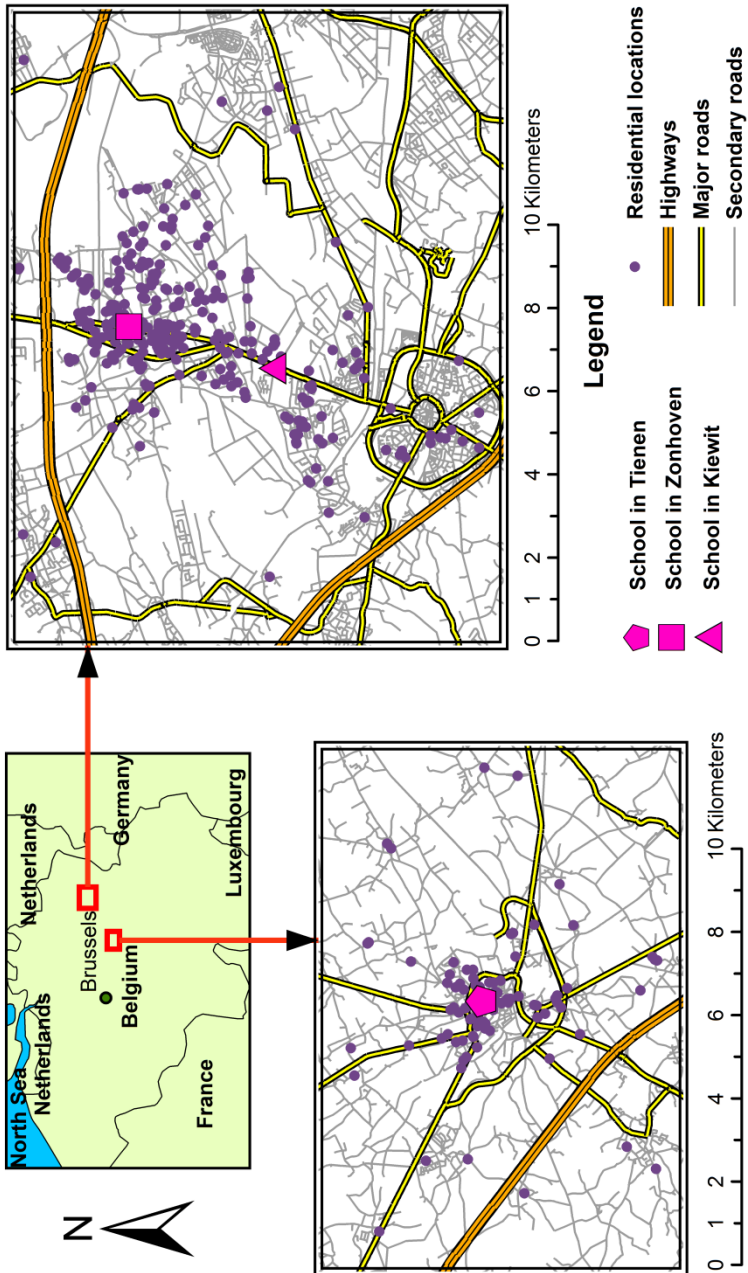 N
North Sea
Netherlands
Netherlands
Brussels
Belgium
Germany
France
Luxembourg
0 1 2 4 6 8 10 Kilometers
0 1 2 4 6 8 10 Kilometers
Legend
School in Tienen
School in Zonhoven
School in Kiewit
Residential locations
Highways
Major roads
Secondary roads